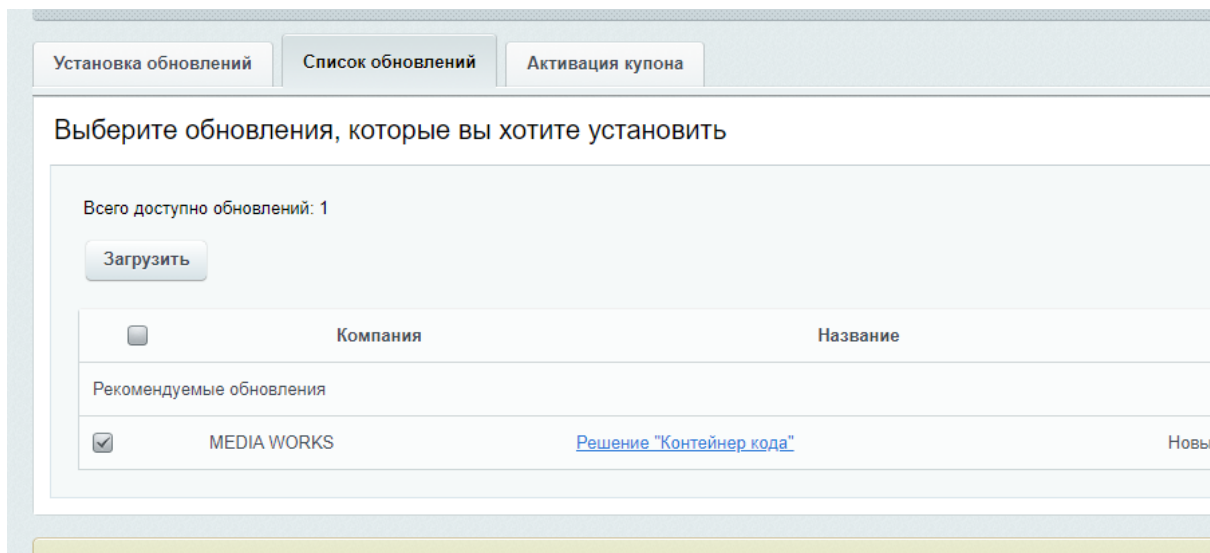 Установка обновлений Список обновлений Активация купона
Выберите обновления, которые вы хотите установить
Всего доступно обновлений: 1
Загрузить
Компания Название
Рекомендуемые обновления
MEDIA WORKS Решение "Контейнер кода" Новы